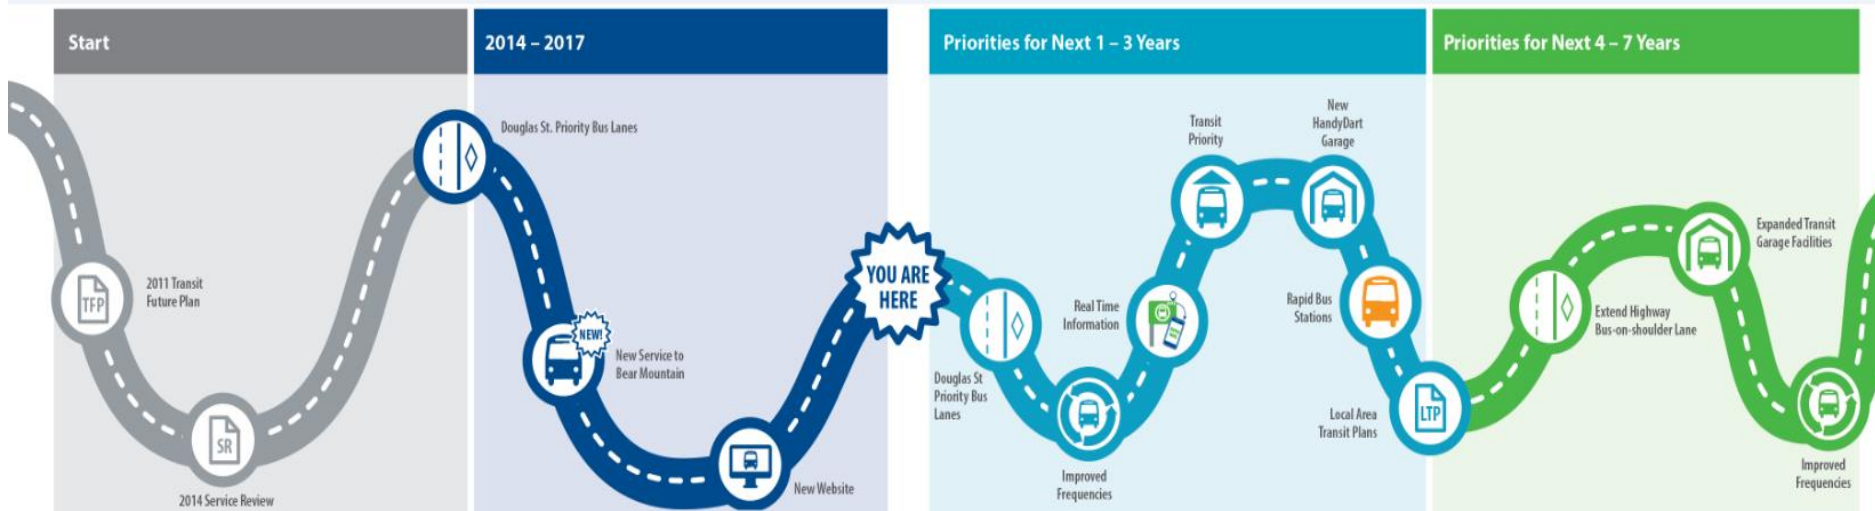 Start
2014 – 2017
Priorities for Next 1 – 3 Years
Priorities for Next 4 – 7 Years
TFP
2011 Transit
Future Plan
SR
2014 Service Review
Douglas St. Priority Bus Lanes
NEW!
New Service to
Bear Mountain
New Website
YOU ARE
HERE
Douglas St
Priority Bus
Lanes
Improved
Frequencies
Real Time
Information
Transit
Priority
New
HandyDart
Garage
Rapid Bus
Stations
Local Area
Transit Plans
LTP
Extend Highway
Bus-on-shoulder Lane
Expanded Transit
Garage Facilities
Improved
Frequencies